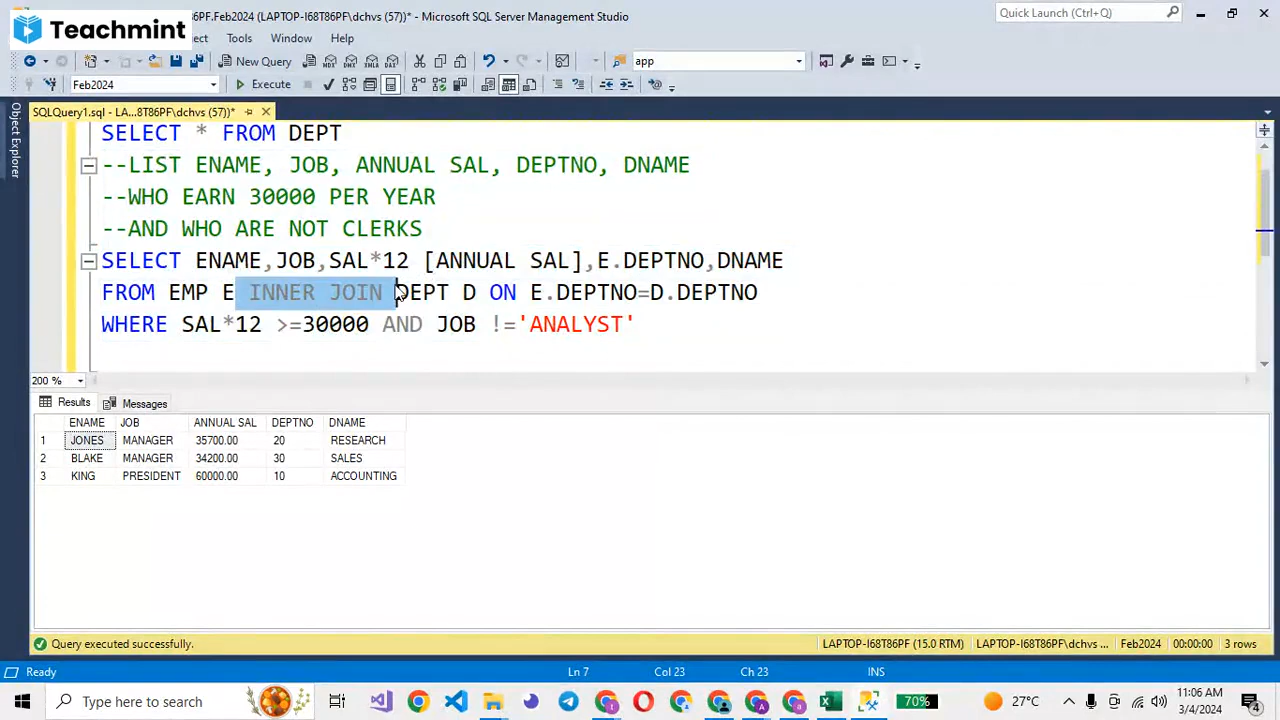 Teachmint
6PF.Feb2024 (LAPTOP-I68T86PF\dchvs (57))* - Microsoft SQL Server Management Studio
Quick Launch (Ctrl+Q)
ect Tools Window Help
New Query
app
Feb2024
Execute
SQLQuery1.sql - LA...8T86PF\dchvs (57))*
Object Explorer
SELECT * FROM DEPT
--LIST ENAME, JOB, ANNUAL SAL, DEPTNO, DNAME
--WHO EARN 30000 PER YEAR
--AND WHO ARE NOT CLERKS
SELECT ENAME,JOB,SAL*12 [ANNUAL SAL],E.DEPTNO,DNAME
FROM EMP E INNER JOIN DEPT D ON E.DEPTNO=D.DEPTNO
WHERE SAL*12 >=30000 AND JOB !='ANALYST'
200 %
Results Messages
ENAME JOB ANNUAL SAL DEPTNO DNAME
1 JONES MANAGER 35700.00 20 RESEARCH
2 BLAKE MANAGER 34200.00 30 SALES
3 KING PRESIDENT 60000.00 10 ACCOUNTING
Query executed successfully.
LAPTOP-I68T86PF (15.0 RTM) LAPTOP-I68T86PF\dchvs ... Feb2024 00:00:00 3 rows
Ready Ln 7 Col 23 Ch 23 INS
Type here to search
70%
27°C
11:06 AM
3/4/2024
4